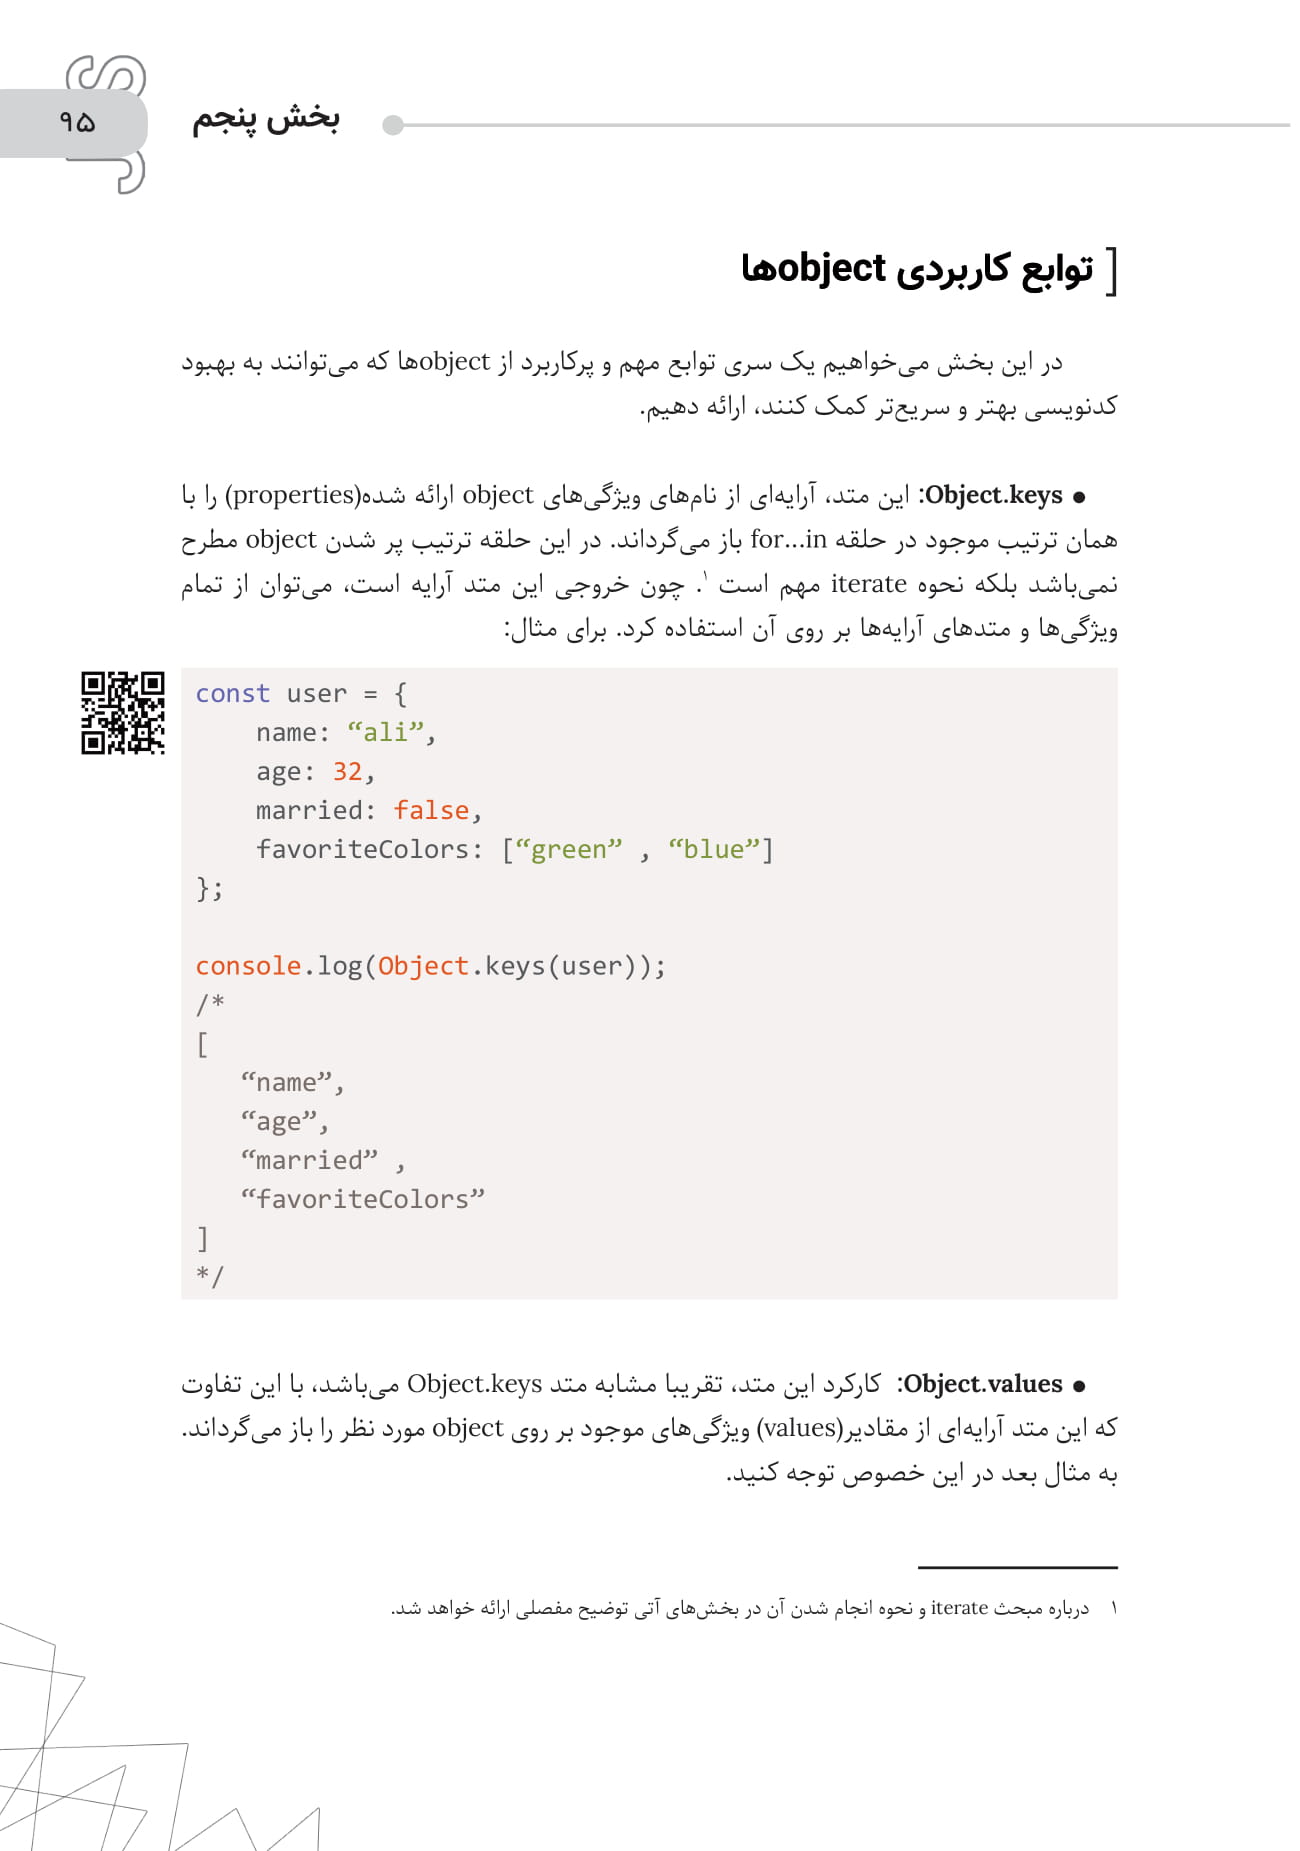 JS
۹۵
بخش پنجم
توابع کاربردی objectها
در این بخش می‌خواهیم یک سری توابع مهم و پرکاربرد از objectها که می‌توانند به بهبود
کدنویسی بهتر و سریع‌تر کمک کنند، ارائه دهیم.
● Object.keys: این متد، آرایه‌ای از نام‌های ویژگی‌های object ارائه شده(properties) را با
همان ترتیب موجود در حلقه for...in باز می‌گرداند. در این حلقه ترتیب پر شدن object مطرح
نمی‌باشد بلکه نحوه iterate مهم است ۱. چون خروجی این متد آرایه است، می‌توان از تمام
ویژگی‌ها و متدهای آرایه‌ها بر روی آن استفاده کرد. برای مثال:
const user = {
    name: “ali”,
    age: 32,
    married: false,
    favoriteColors: [“green” , “blue”]
};
console.log(Object.keys(user));
/*
[
   “name”,
   “age”,
   “married” ,
   “favoriteColors”
]
*/
● Object.values: کارکرد این متد، تقریبا مشابه متد Object.keys می‌باشد، با این تفاوت
که این متد آرایه‌ای از مقادیر(values) ویژگی‌های موجود بر روی object مورد نظر را باز می‌گرداند.
به مثال بعد در این خصوص توجه کنید.
۱ درباره مبحث iterate و نحوه انجام شدن آن در بخش‌های آتی توضیح مفصلی ارائه خواهد شد.